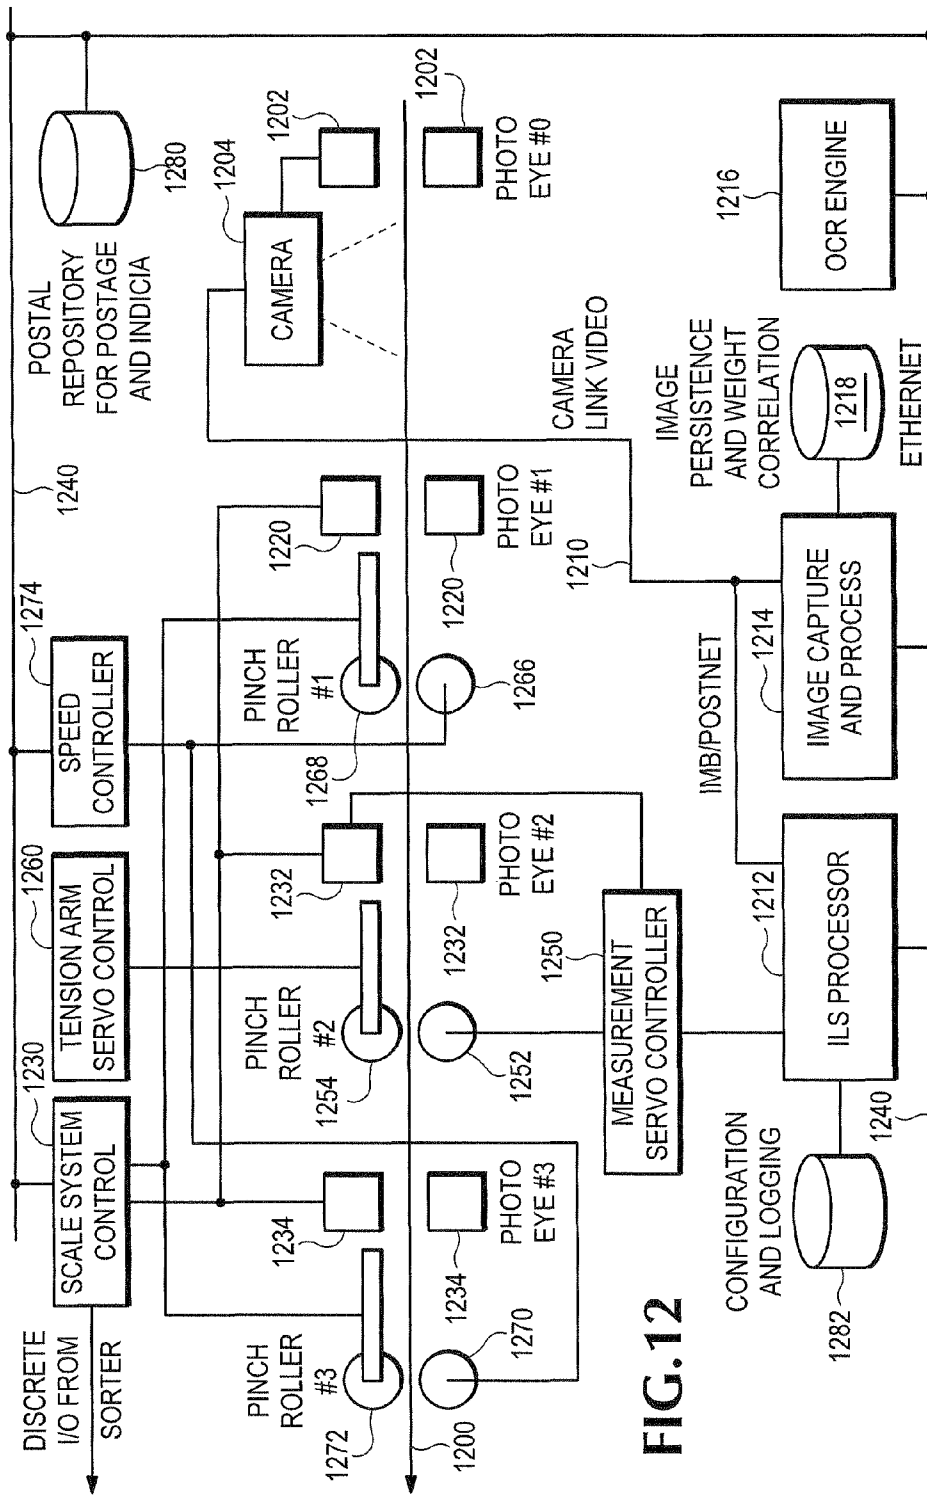 DISCRETE
I/O FROM
SORTER
SCALE SYSTEM
CONTROL
1230
TENSION ARM
SERVO CONTROL
1260
SPEED
CONTROLLER
1274
1240
POSTAL
REPOSITORY
FOR POSTAGE
AND INDICIA
1280
PINCH
ROLLER
#3
1272
1234
PINCH
ROLLER
#2
1254
1232
PINCH
ROLLER
#1
1268
1220
CAMERA
1204
1202
1200
1270
1234
PHOTO
EYE #3
1252
1232
PHOTO
EYE #2
1266
1220
PHOTO
EYE #1
1202
PHOTO
EYE #0
CAMERA
LINK VIDEO
1210
MEASUREMENT
SERVO CONTROLLER
1250
FIG.12
CONFIGURATION
AND LOGGING
1282
ILS PROCESSOR
1212
IMB/POSTNET
IMAGE CAPTURE
AND PROCESS
1214
IMAGE
PERSISTENCE
AND WEIGHT
CORRELATION
1218
OCR ENGINE
1216
1240
ETHERNET